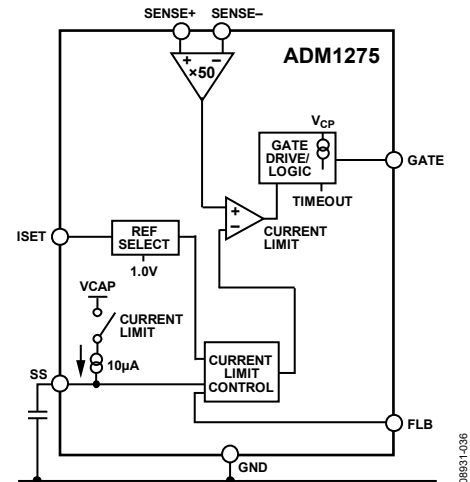 SENSE+ SENSE–
ADM1275
+ –
×50
VCP
GATE
DRIVE/
LOGIC
GATE
TIMEOUT
+
–
CURRENT
LIMIT
ISET
REF
SELECT
1.0V
VCAP
CURRENT
LIMIT
10µA
SS
CURRENT
LIMIT
CONTROL
FLB
GND
08931-036